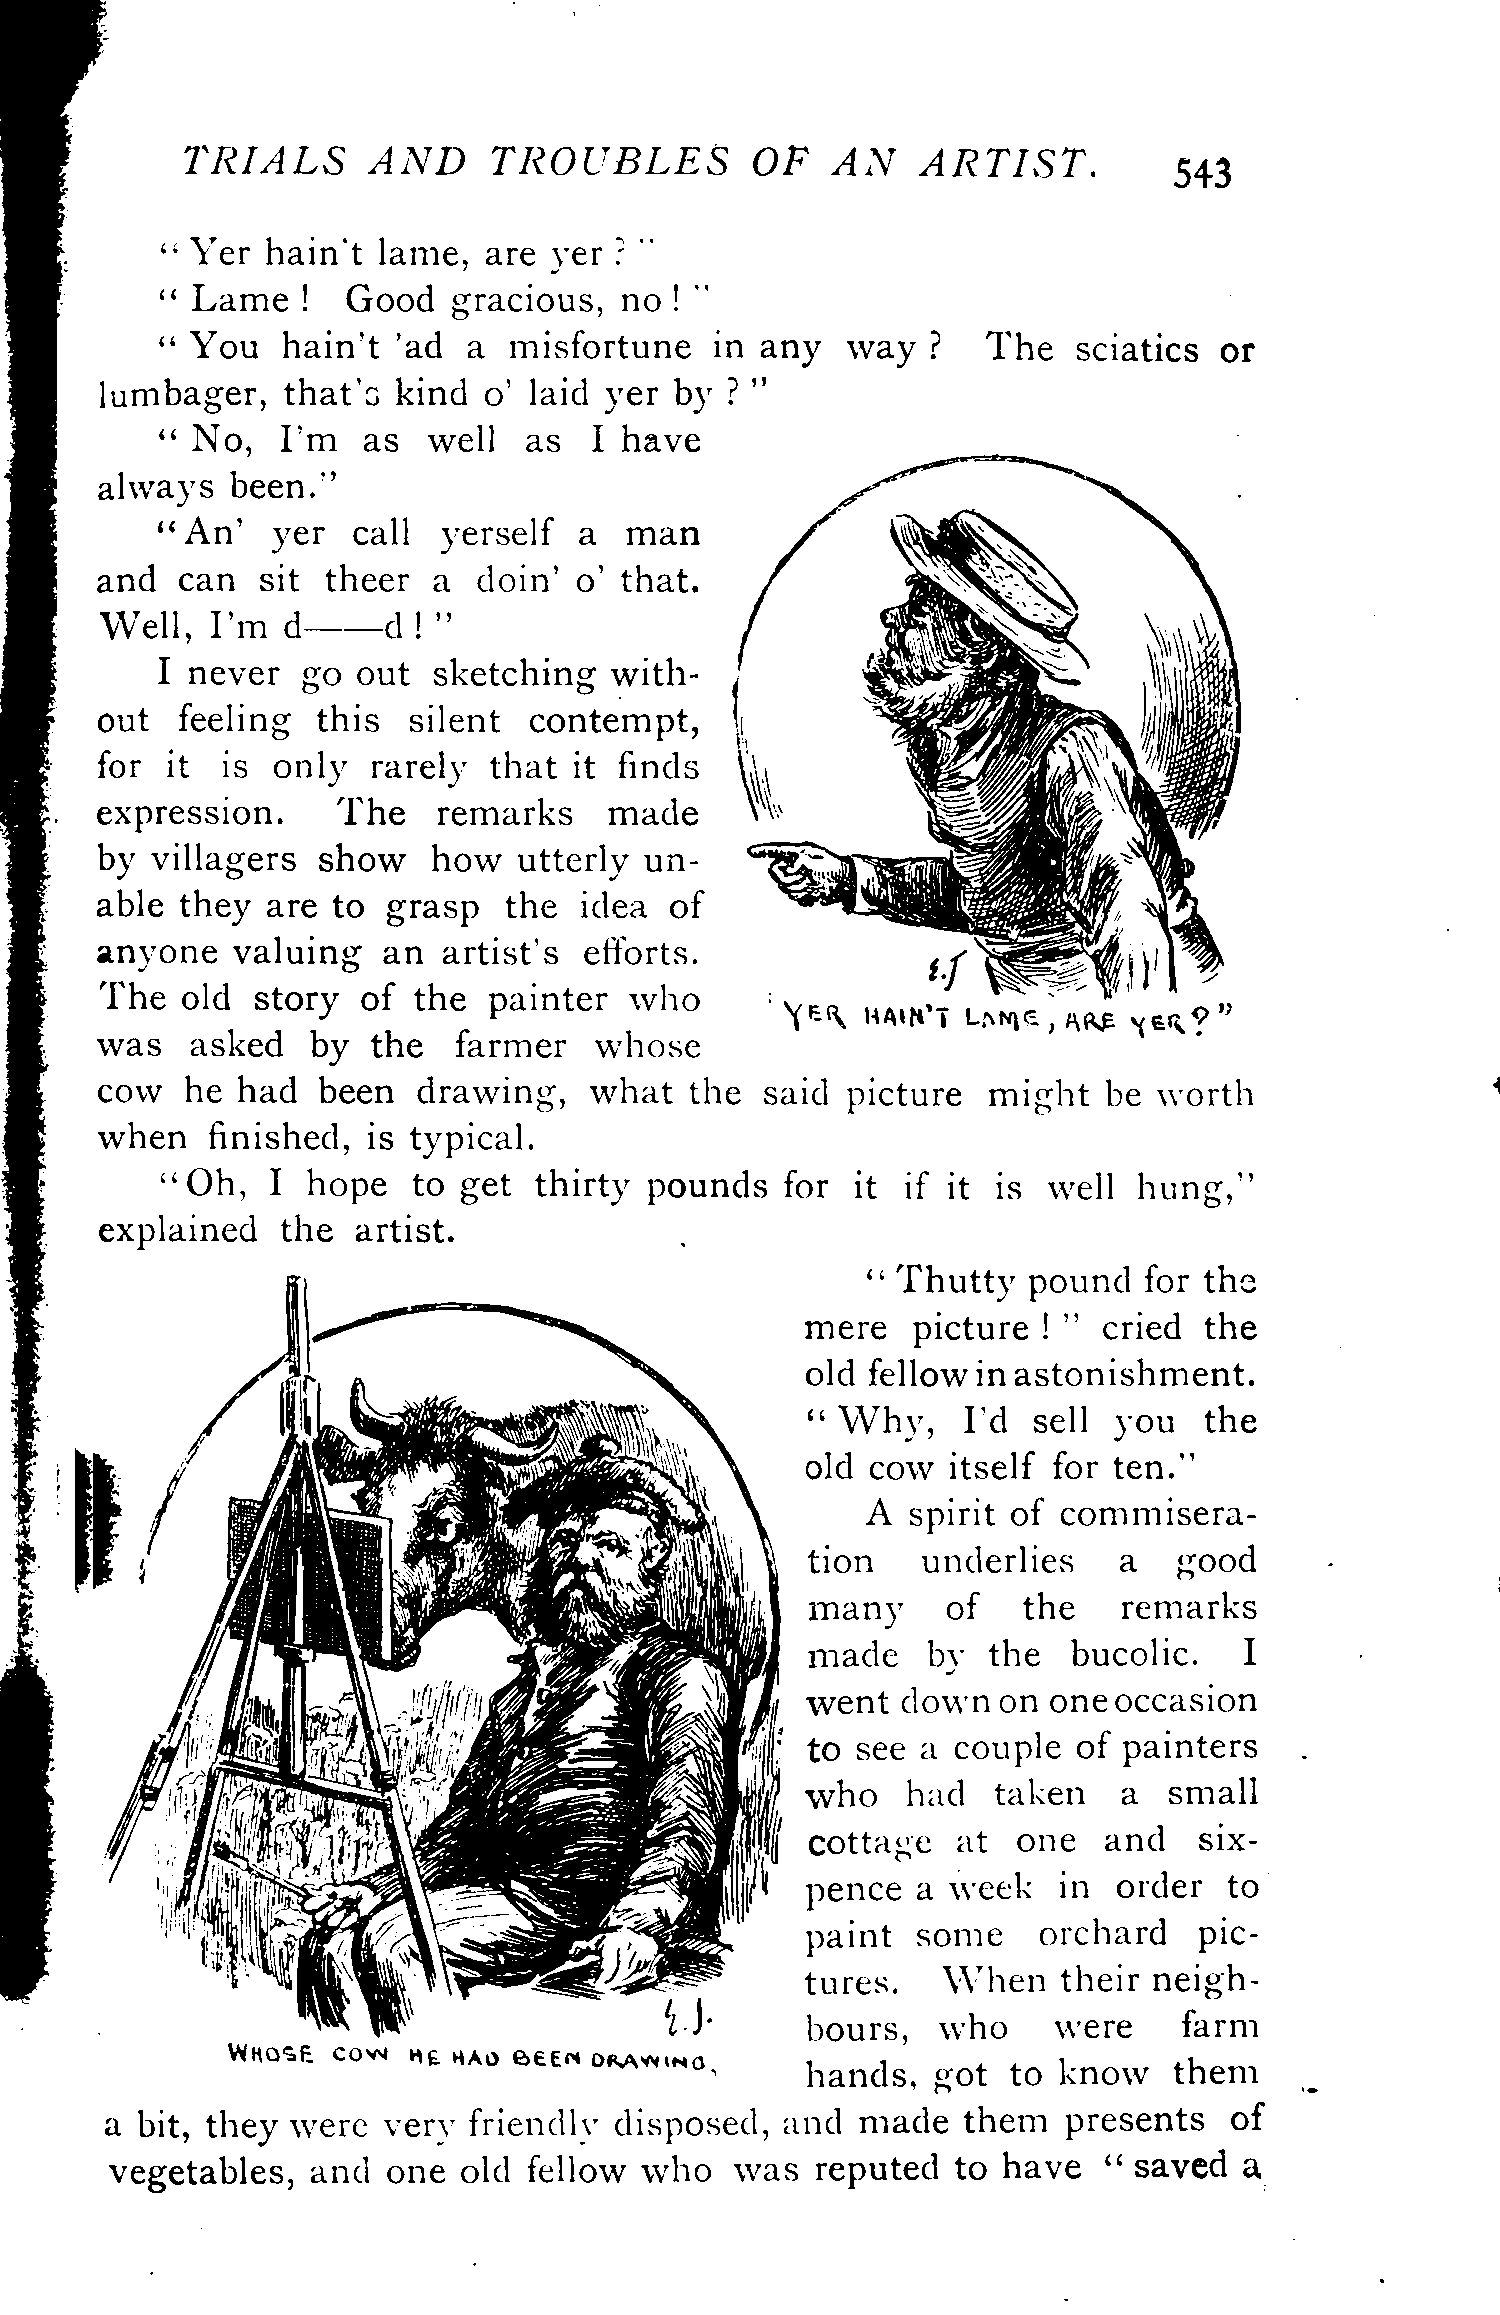 TRIALS AND TROUBLES OF AN ARTIST. 543
“ Yer hain't lame, are yer ? ”
“ Lame ! Good gracious, no ! ”
“ You hain't 'ad a misfortune in any way ? The sciatics or
lumbager, that's kind o' laid yer by ? ”
“ No, I'm as well as I have
always been.”
“ An' yer call yerself a man
and can sit theer a doin' o' that.
Well, I'm d——d ! ”
I never go out sketching with-
out feeling this silent contempt,
for it is only rarely that it finds
expression. The remarks made
by villagers show how utterly un-
able they are to grasp the idea of
anyone valuing an artist's efforts.
The old story of the painter who
was asked by the farmer whose
cow he had been drawing, what the said picture might be worth
when finished, is typical.
E.J
“YER HAIN'T LAME, ARE YER?”
“ Oh, I hope to get thirty pounds for it if it is well hung,”
explained the artist.
“ Thutty pound for the
mere picture ! ” cried the
old fellow in astonishment.
“ Why, I'd sell you the
old cow itself for ten.”
A spirit of commisera-
tion underlies a good
many of the remarks
made by the bucolic. I
went down on one occasion
to see a couple of painters
who had taken a small
cottage at one and six-
pence a week in order to
paint some orchard pic-
tures. When their neigh-
bours, who were farm
hands, got to know them
a bit, they were very friendly disposed, and made them presents of
vegetables, and one old fellow who was reputed to have “ saved a
E.J.
WHOSE COW HE HAD BEEN DRAWING.